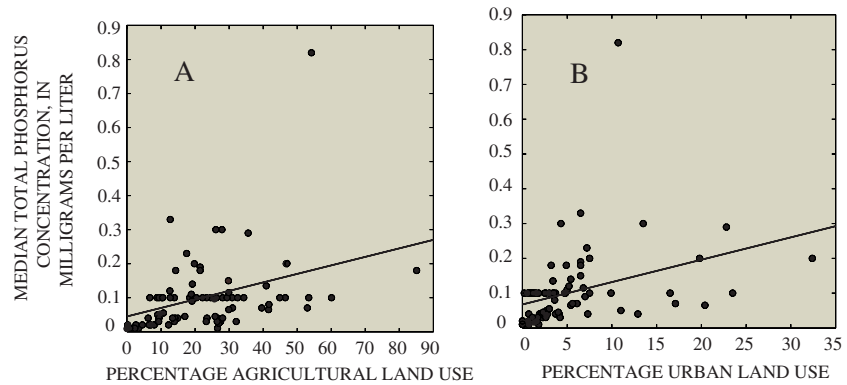 MEDIAN TOTAL PHOSPHORUS
CONCENTRATION, IN
MILLIGRAMS PER LITER
0.9
0.8
0.7
0.6
0.5
0.4
0.3
0.2
0.1
0
A
0 10 20 30 40 50 60 70 80 90
PERCENTAGE AGRICULTURAL LAND USE
0.9
0.8
0.7
0.6
0.5
0.4
0.3
0.2
0.1
0
B
0 5 10 15 20 25 30 35
PERCENTAGE URBAN LAND USE